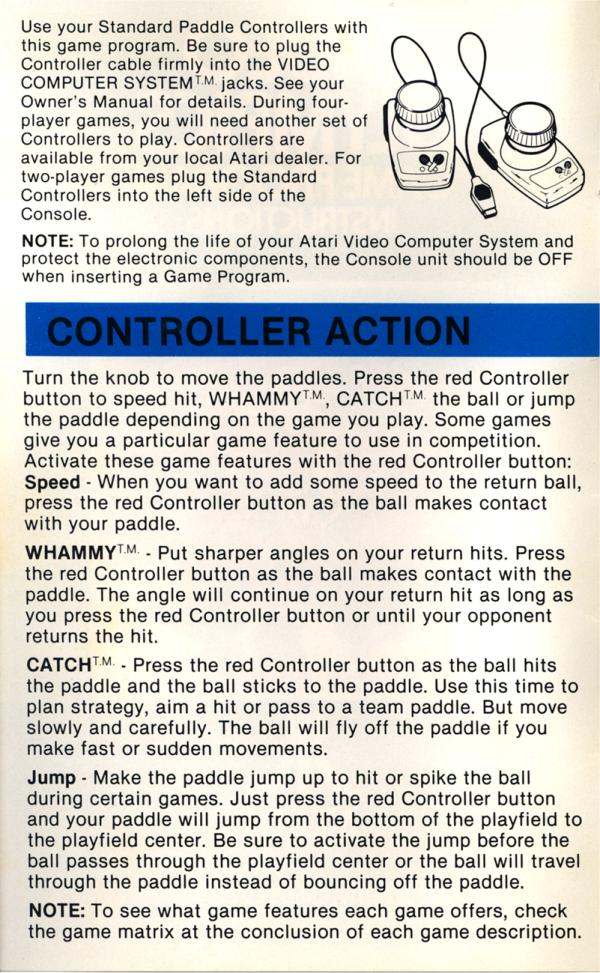 Use your Standard Paddle Controllers with
this game program. Be sure to plug the
Controller cable firmly into the VIDEO
COMPUTER SYSTEM T.M. jacks. See your
Owner's Manual for details. During four-
player games, you will need another set of
Controllers to play. Controllers are
available from your local Atari dealer. For
two-player games plug the Standard
Controllers into the left side of the
Console.
NOTE: To prolong the life of your Atari Video Computer System and
protect the electronic components, the Console unit should be OFF
when inserting a Game Program.
CONTROLLER ACTION
Turn the knob to move the paddles. Press the red Controller
button to speed hit, WHAMMY T.M., CATCH T.M. the ball or jump
the paddle depending on the game you play. Some games
give you a particular game feature to use in competition.
Activate these game features with the red Controller button:
Speed - When you want to add some speed to the return ball,
press the red Controller button as the ball makes contact
with your paddle.
WHAMMY T.M. - Put sharper angles on your return hits. Press
the red Controller button as the ball makes contact with the
paddle. The angle will continue on your return hit as long as
you press the red Controller button or until your opponent
returns the hit.
CATCH T.M. - Press the red Controller button as the ball hits
the paddle and the ball sticks to the paddle. Use this time to
plan strategy, aim a hit or pass to a team paddle. But move
slowly and carefully. The ball will fly off the paddle if you
make fast or sudden movements.
Jump - Make the paddle jump up to hit or spike the ball
during certain games. Just press the red Controller button
and your paddle will jump from the bottom of the playfield to
the playfield center. Be sure to activate the jump before the
ball passes through the playfield center or the ball will travel
through the paddle instead of bouncing off the paddle.
NOTE: To see what game features each game offers, check
the game matrix at the conclusion of each game description.